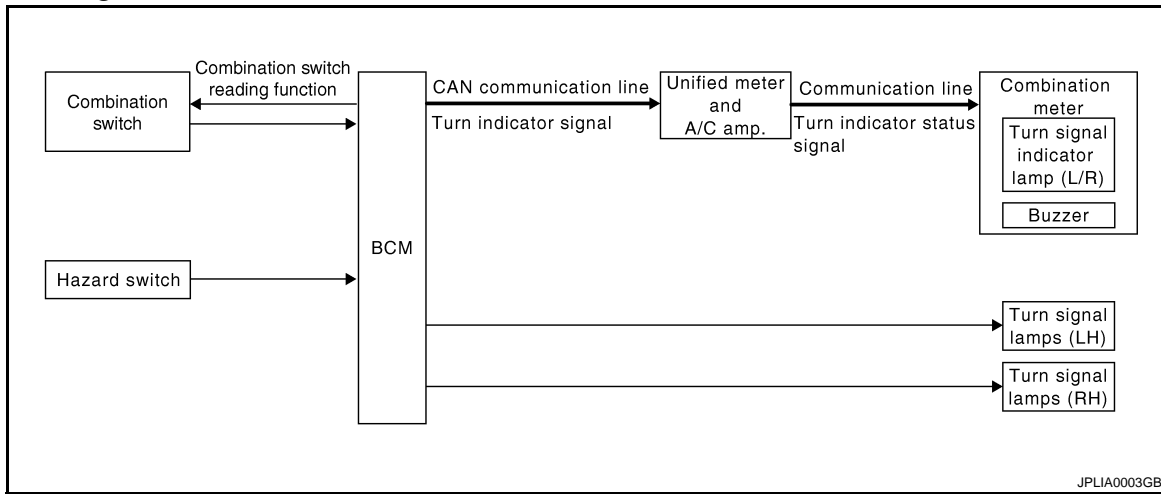 Combination
switch
Combination switch
reading function
Hazard switch
BCM
CAN communication line
Turn indicator signal
Unified meter
and
A/C amp.
Communication line
Turn indicator status
signal
Combination
meter
Turn signal
indicator
lamp (L/R)
Buzzer
Turn signal
lamps (LH)
Turn signal
lamps (RH)
JPLIA0003GB